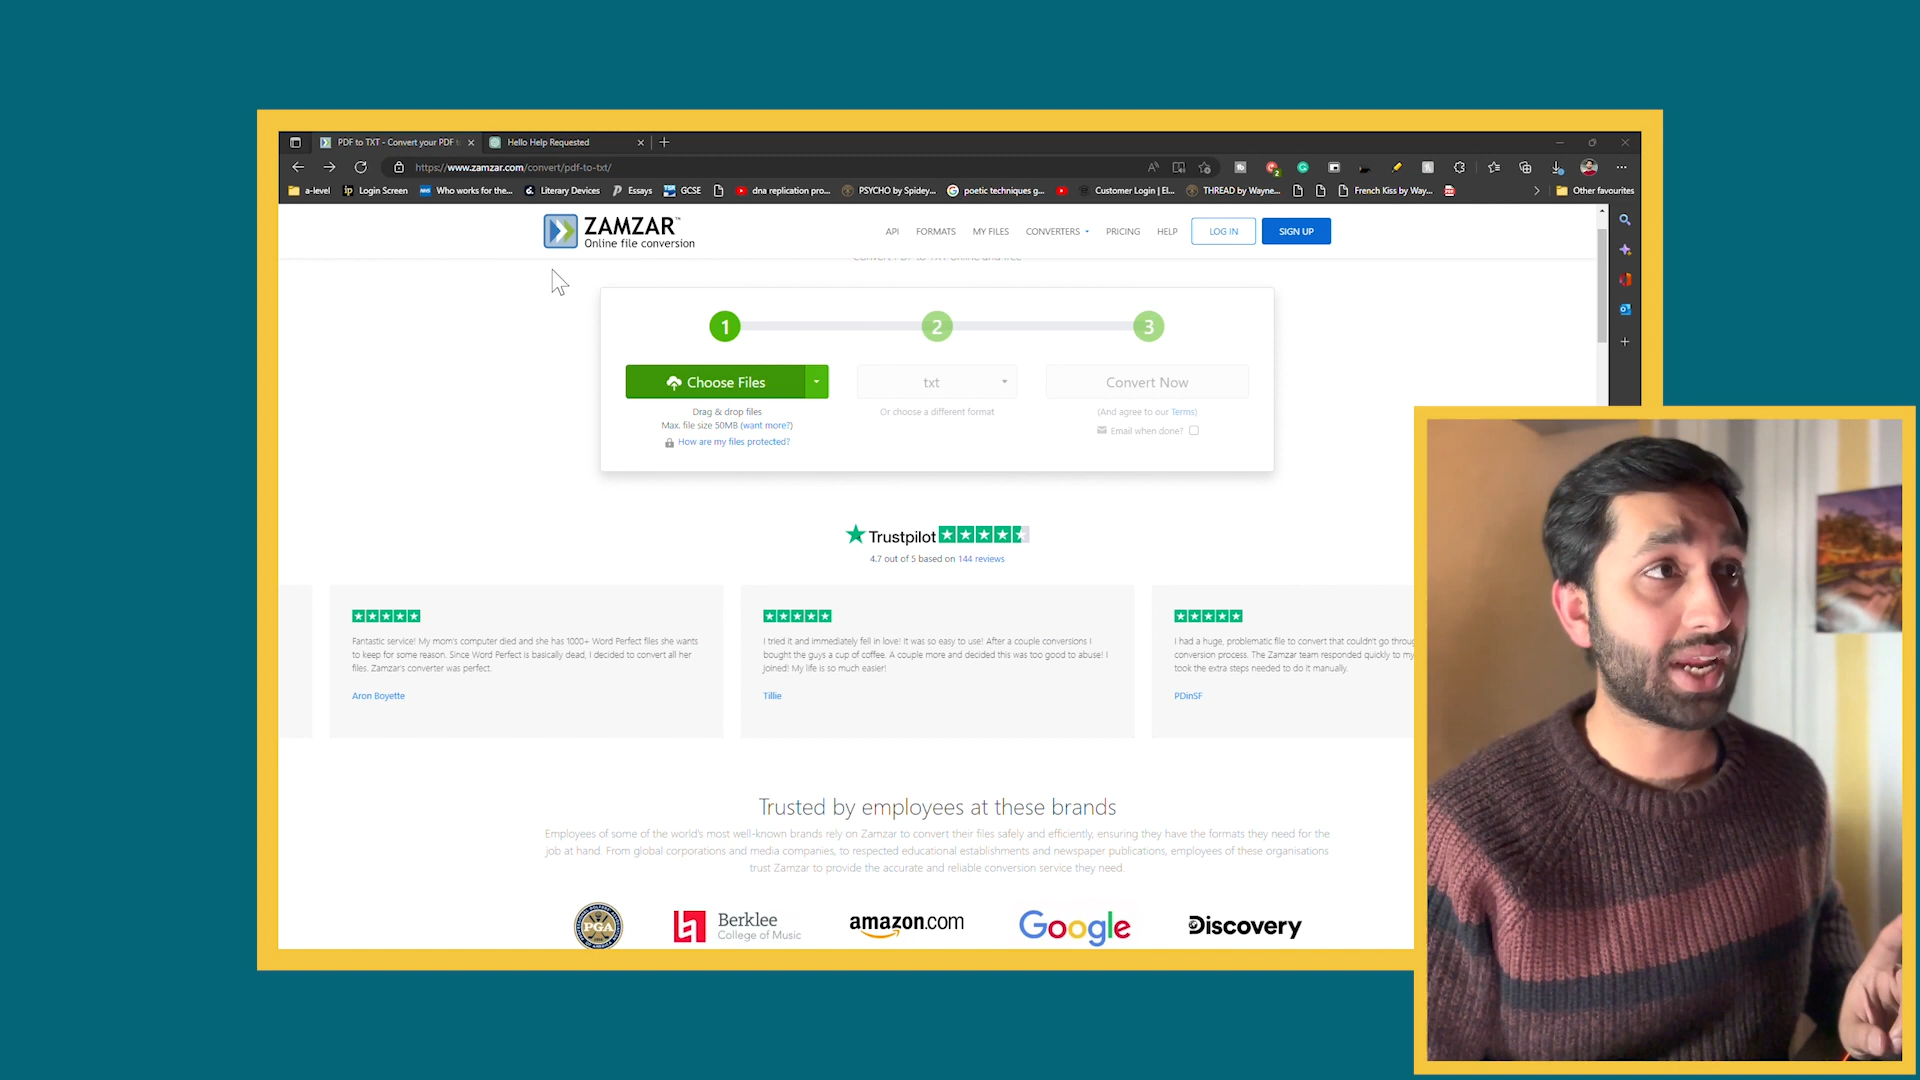 PDF to TXT - Convert your PDF
Hello Help Requested
https://www.zamzar.com/convert/pdf-to-txt/
a-level
Login Screen
Who works for the...
Literary Devices
Essays
GCSE
dna replication pro...
PSYCHO by Spidey...
poetic techniques g...
Customer Login | El...
THREAD by Wayne...
French Kiss by Way...
Other favourites
ZAMZAR™
Online file conversion
API
FORMATS
MY FILES
CONVERTERS
PRICING
HELP
LOG IN
SIGN UP
1
2
3
Choose Files
txt
Convert Now
Drag & drop files
Or choose a different format
(And agree to our Terms)
Max. file size 50MB (want more?)
Email when done?
How are my files protected?
Trustpilot
4.7 out of 5 based on 144 reviews
Fantastic service! My mom's computer died and she has 1000+ Word Perfect files she wants
to keep for some reason. Since Word Perfect is basically dead, I decided to convert all her
files. Zamzar's converter was perfect.
Aron Boyette
I tried it and immediately fell in love! It was so easy to use! After a couple conversions I
bought the guys a cup of coffee. A couple more and decided this was too good to abuse! I
joined! My life is so much easier!
Tillie
I had a huge, problematic file to convert that couldn't go throu
conversion process. The Zamzar team responded quickly to my
took the extra steps needed to do it manually.
PDinSF
Trusted by employees at these brands
Employees of some of the world's most well-known brands rely on Zamzar to convert their files safely and efficiently, ensuring they have the formats they need for the
job at hand. From global corporations and media companies, to respected educational establishments and newspaper publications, employees of these organisations
trust Zamzar to provide the accurate and reliable conversion service they need.
PGA
Berklee
College of Music
amazon.com
Google
Discovery